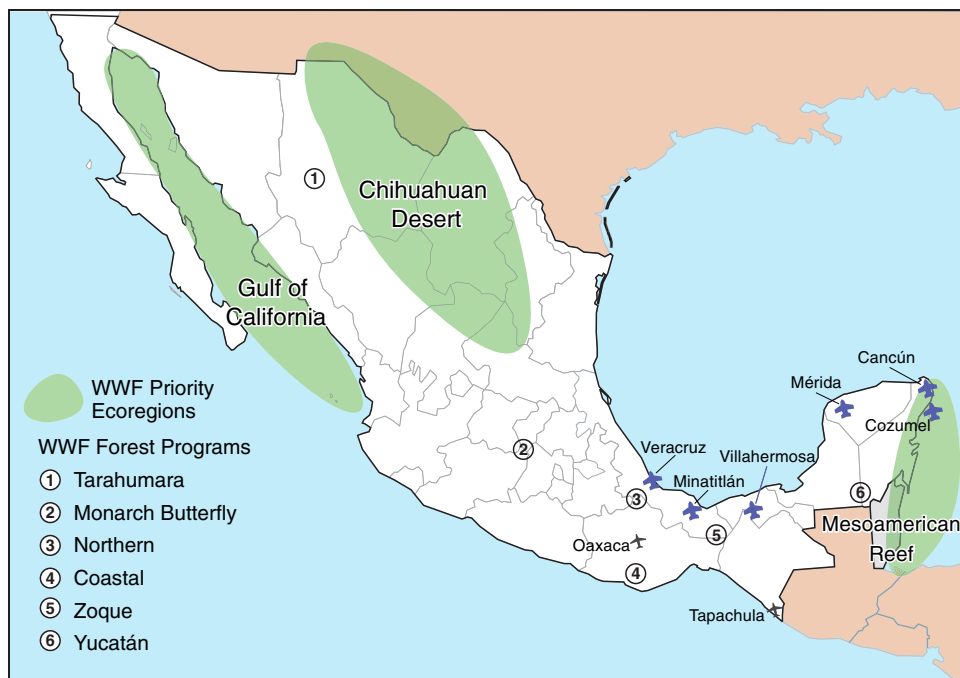 Chihuahuan
Desert
Gulf of
California
WWF Priority
Ecoregions
WWF Forest Programs
1 Tarahumara
2 Monarch Butterfly
3 Northern
4 Coastal
5 Zoque
6 Yucatán
1
2
3
4
5
6
Cancún
Mérida
Cozumel
Veracruz
Villahermosa
Minatitlán
Oaxaca
Tapachula
Mesoamerican
Reef